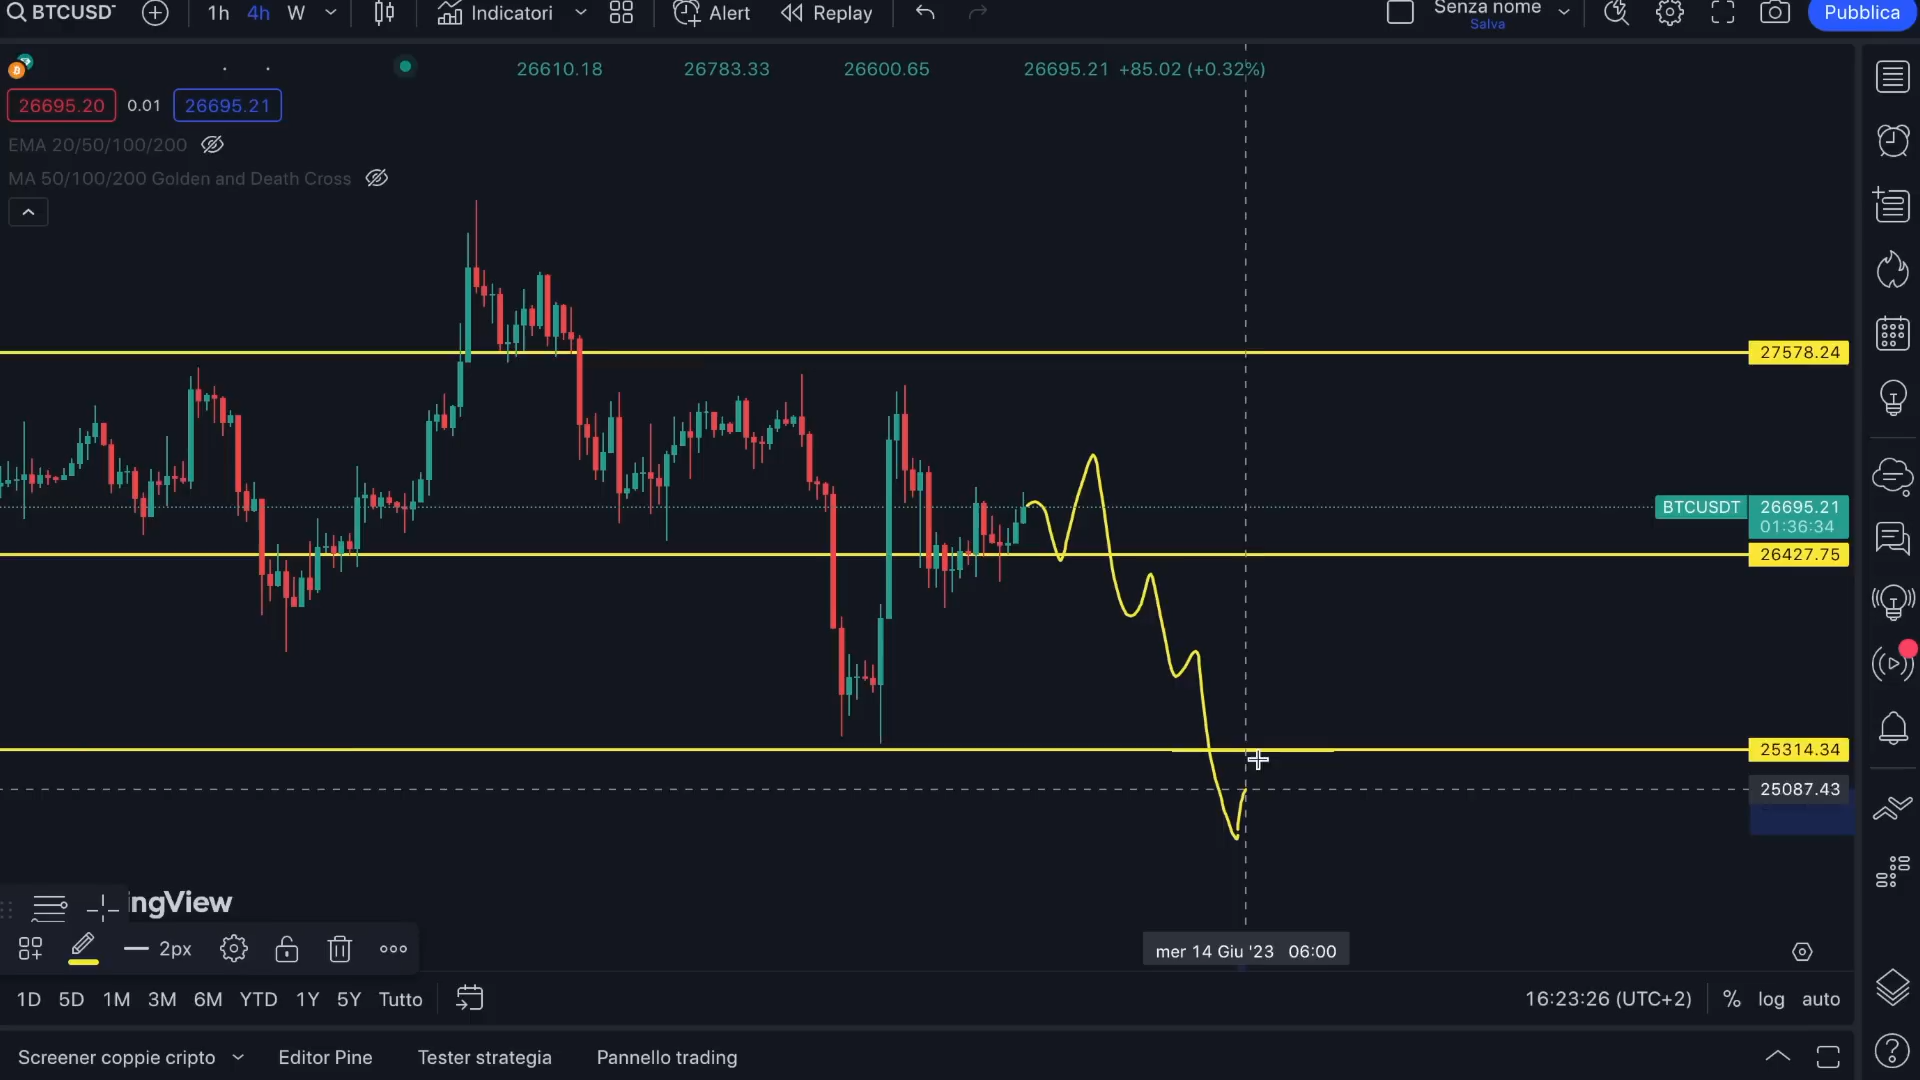 BTCUSDT
1h 4h W
Indicatori
Alert
Replay
Senza nome
Salva
Pubblica
26610.18 26783.33 26600.65 26695.21 +85.02 (+0.32%)
26695.20 0.01 26695.21
EMA 20/50/100/200
MA 50/100/200 Golden and Death Cross
27578.24
BTCUSDT 26695.21
01:36:34
26427.75
25314.34
25087.43
ingView
2px
mer 14 Giu '23 06:00
1D 5D 1M 3M 6M YTD 1Y 5Y Tutto
16:23:26 (UTC+2) % log auto
Screener coppie cripto Editor Pine Tester strategia Pannello trading